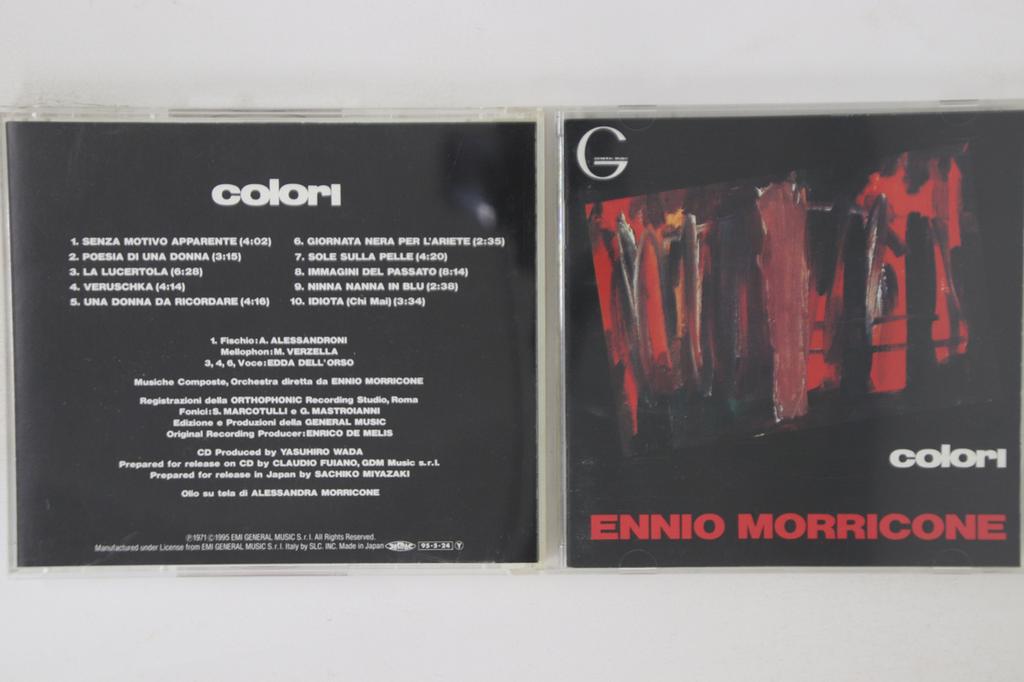 colori
1. SENZA MOTIVO APPARENTE (4:02)
2. POESIA DI UNA DONNA (3:15)
3. LA LUCERTOLA (6:28)
4. VERUSCHKA (4:14)
5. UNA DONNA DA RICORDARE (4:16)
6. GIORNATA NERA PER L'ARIETE (2:35)
7. SOLE SULLA PELLE (4:20)
8. IMMAGINI DEL PASSATO (8:14)
9. NINNA NANNA IN BLU (2:38)
10. IDIOTA (Chi Mai) (3:34)
1. Fischio: A. ALESSANDRONI
Mellophon: M. VERZELLA
3, 4, 6, Voce: EDDA DELL'ORSO
Musiche Composte, Orchestra diretta da ENNIO MORRICONE
Registrazioni della ORTHOPHONIC Recording Studio, Roma
Fonici: S. MARCOTULLI e G. MASTROIANNI
Edizione e Produzioni della GENERAL MUSIC
Original Recording Producer: ENRICO DE MELIS
CD Produced by YASUHIRO WADA
Prepared for release on CD by CLAUDIO FUIANO, GDM Music s.r.l.
Prepared for release in Japan by SACHIKO MIYAZAKI
Olio su tela di ALESSANDRA MORRICONE
℗1971 ©1995 EMI GENERAL MUSIC S.r.l. All Rights Reserved.
Manufactured under License from EMI GENERAL MUSIC S.r.l. Italy by SLC. INC. Made in Japan 95·5·24 Y
G
GENERAL MUSIC
colori
ENNIO MORRICONE